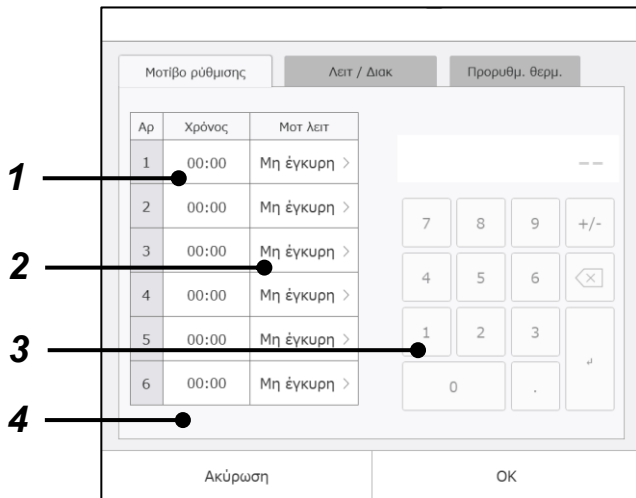 Μοτίβο ρύθμισης Λειτ / Διακ Προρυθμ. θερμ.
Αρ Χρόνος Μοτ λειτ
1 00:00 Μη έγκυρη >
2 00:00 Μη έγκυρη >
3 00:00 Μη έγκυρη >
4 00:00 Μη έγκυρη >
5 00:00 Μη έγκυρη >
6 00:00 Μη έγκυρη >
--
7 8 9 +/-
4 5 6
1 2 3
0 .
Ακύρωση OK
1
2
3
4